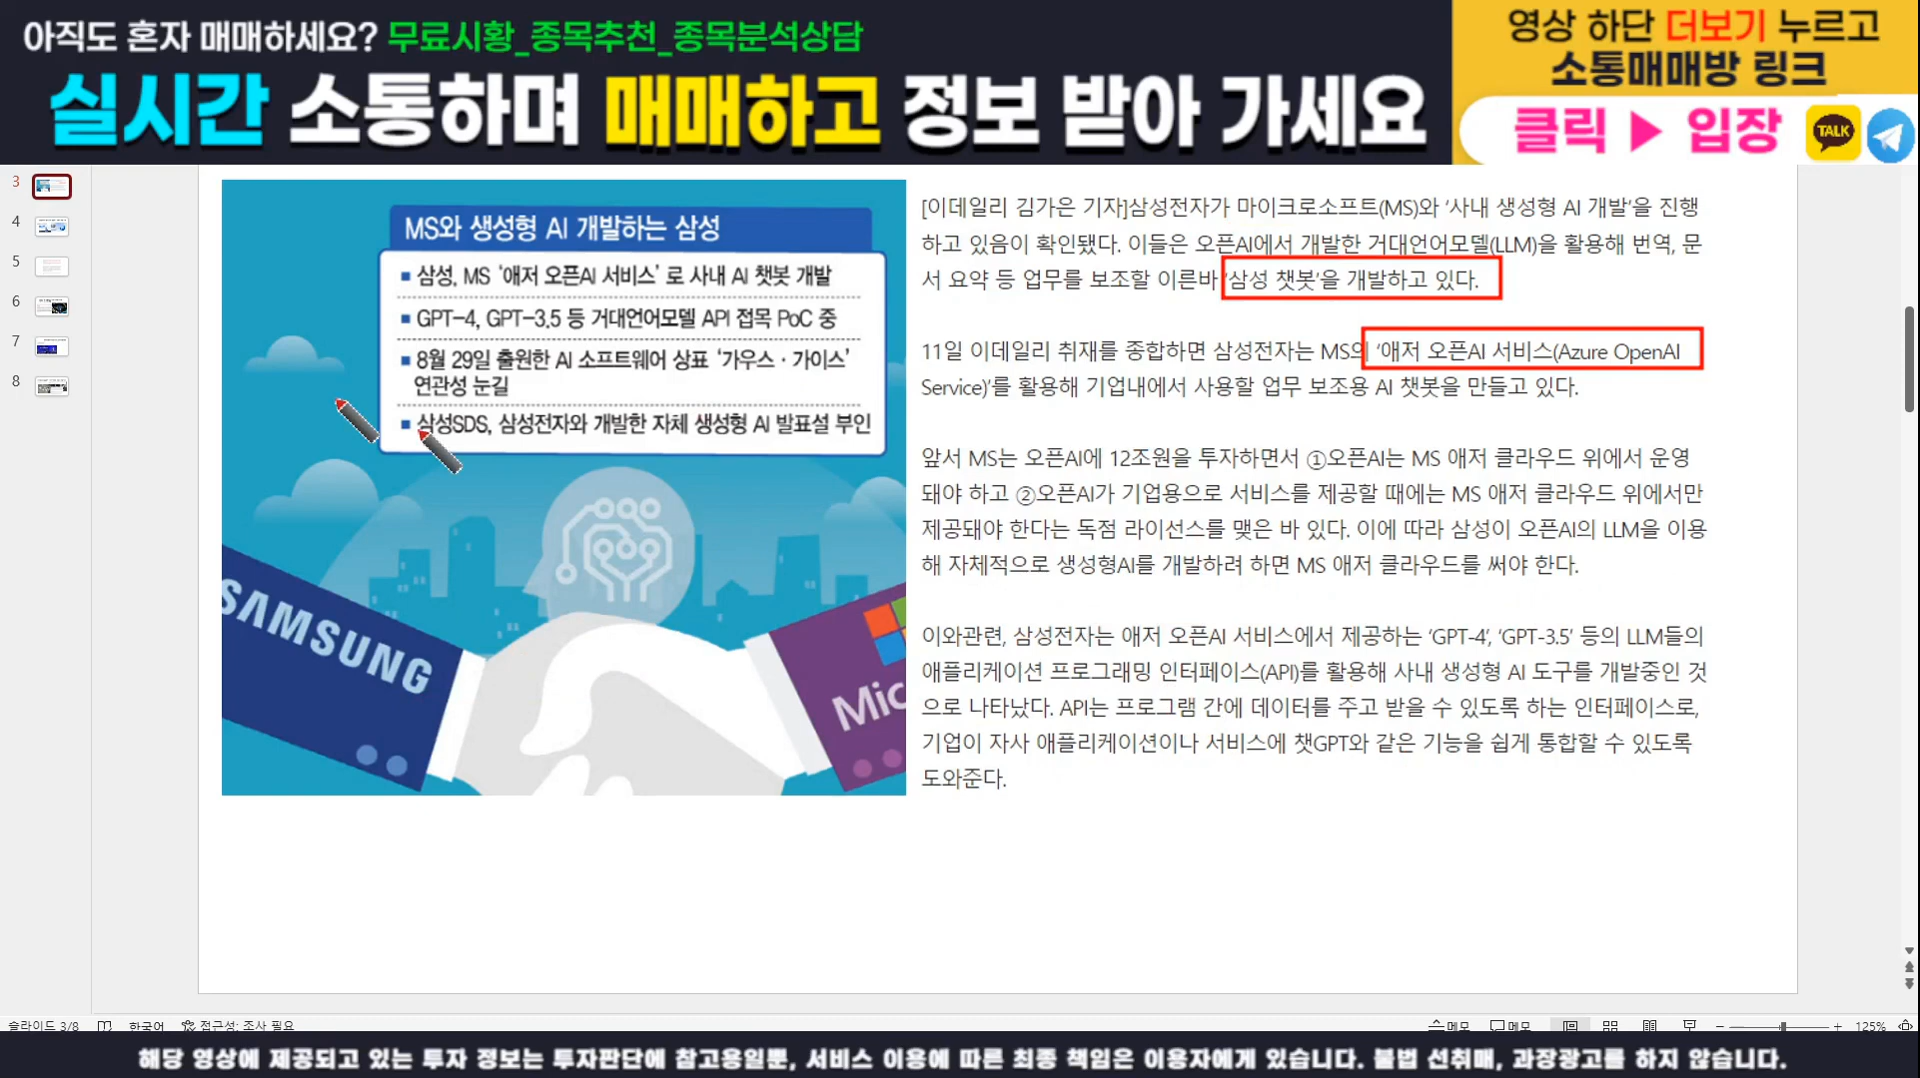 아직도 혼자 매매하세요? 무료시황_종목추천_종목분석상담
실시간 소통하며 매매하고 정보 받아 가세요
영상 하단 더보기 누르고
소통매매방 링크
클릭 ▶ 입장
TALK
3
4
5
6
7
8
MS와 생성형 AI 개발하는 삼성
■ 삼성, MS ‘애저 오픈AI 서비스’ 로 사내 AI 챗봇 개발
■ GPT-4, GPT-3.5 등 거대언어모델 API 접목 PoC 중
■ 8월 29일 출원한 AI 소프트웨어 상표 ‘가우스·가이스’
연관성 눈길
■ 삼성SDS, 삼성전자와 개발한 자체 생성형 AI 발표설 부인
SAMSUNG
Mic
[이데일리 김가은 기자]삼성전자가 마이크로소프트(MS)와 ‘사내 생성형 AI 개발’을 진행
하고 있음이 확인됐다. 이들은 오픈AI에서 개발한 거대언어모델(LLM)을 활용해 번역, 문
서 요약 등 업무를 보조할 이른바 ‘삼성 챗봇’을 개발하고 있다.
11일 이데일리 취재를 종합하면 삼성전자는 MS의 ‘애저 오픈AI 서비스(Azure OpenAI
Service)’를 활용해 기업내에서 사용할 업무 보조용 AI 챗봇을 만들고 있다.
앞서 MS는 오픈AI에 12조원을 투자하면서 ①오픈AI는 MS 애저 클라우드 위에서 운영
돼야 하고 ②오픈AI가 기업용으로 서비스를 제공할 때에는 MS 애저 클라우드 위에서만
제공돼야 한다는 독점 라이선스를 맺은 바 있다. 이에 따라 삼성이 오픈AI의 LLM을 이용
해 자체적으로 생성형AI를 개발하려 하면 MS 애저 클라우드를 써야 한다.
이와관련, 삼성전자는 애저 오픈AI 서비스에서 제공하는 ‘GPT-4’, ‘GPT-3.5’ 등의 LLM들의
애플리케이션 프로그래밍 인터페이스(API)를 활용해 사내 생성형 AI 도구를 개발중인 것
으로 나타났다. API는 프로그램 간에 데이터를 주고 받을 수 있도록 하는 인터페이스로,
기업이 자사 애플리케이션이나 서비스에 챗GPT와 같은 기능을 쉽게 통합할 수 있도록
도와준다.
슬라이드 3/8 한국어 접근성: 조사 필요 메모 메모 125%
해당 영상에 제공되고 있는 투자 정보는 투자판단에 참고용일뿐, 서비스 이용에 따른 최종 책임은 이용자에게 있습니다. 불법 선취매, 과장광고를 하지 않습니다.